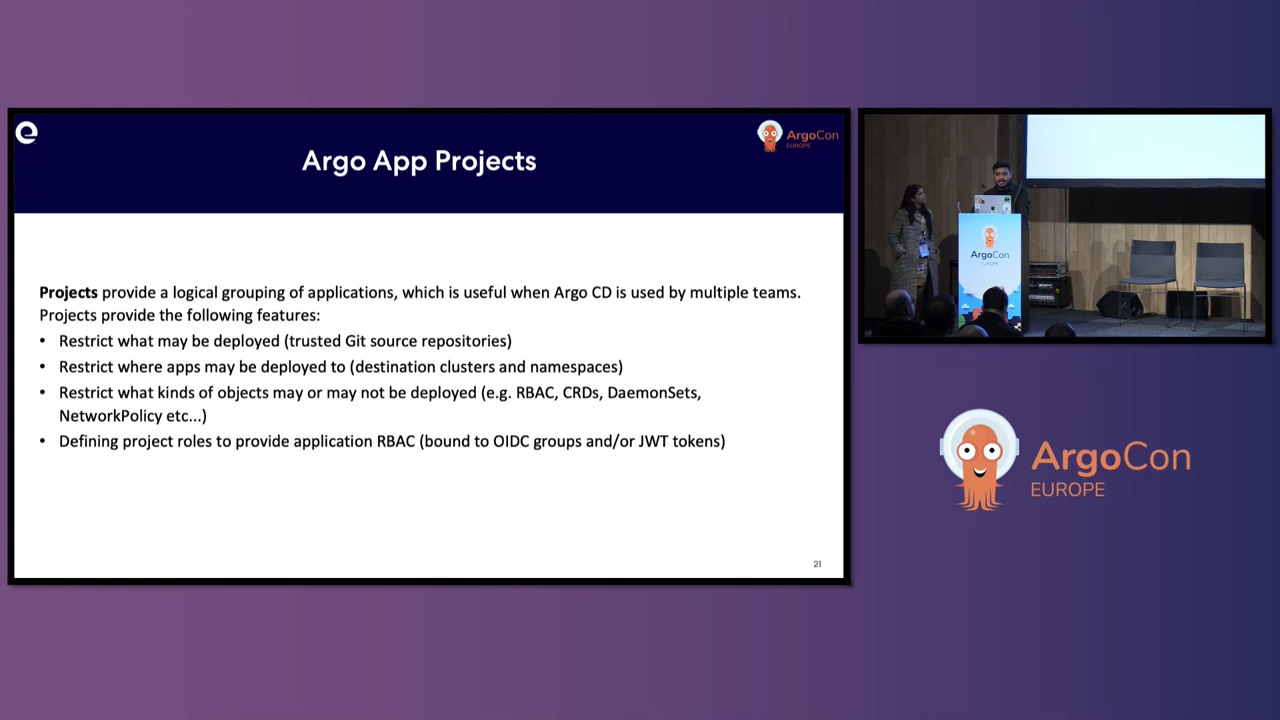 e
ArgoCon
EUROPE
Argo App Projects
Projects provide a logical grouping of applications, which is useful when Argo CD is used by multiple teams.
Projects provide the following features:
• Restrict what may be deployed (trusted Git source repositories)
• Restrict where apps may be deployed to (destination clusters and namespaces)
• Restrict what kinds of objects may or may not be deployed (e.g. RBAC, CRDs, DaemonSets,
NetworkPolicy etc...)
• Defining project roles to provide application RBAC (bound to OIDC groups and/or JWT tokens)
21
ArgoCon
EUROPE
ArgoCon
EUROPE